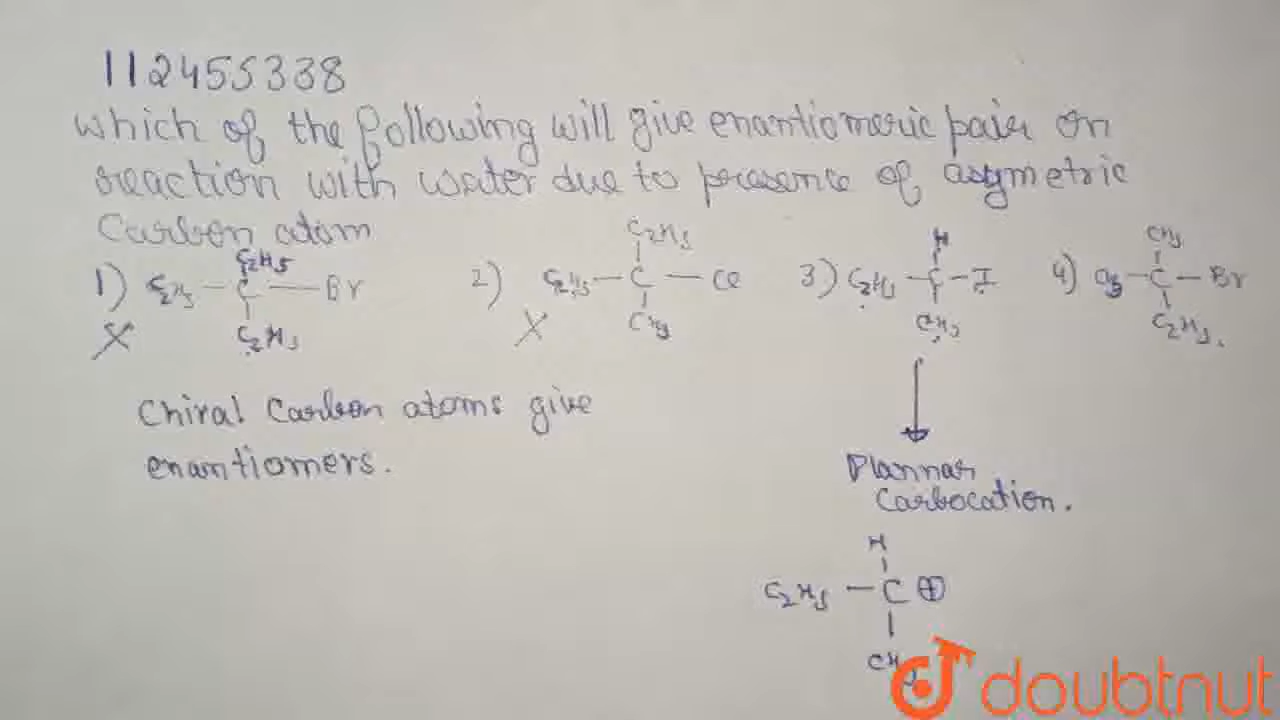 112455338
which of the following will give enantiomeric pair on
reaction with water due to presence of asymetric
Carbon atom
C2H5 C2H5 H CH3
1) C2H5 - C - Br 2) C2H5 - C - Cl 3) C2H5 - C - I 4) CH3 - C - Br
X C2H5 X CH3 CH3 C2H5.
Chiral Carbon atoms give
enantiomers.
Plannar
Carbocation.
H
C2H5 - C +
CH3
doubtnut